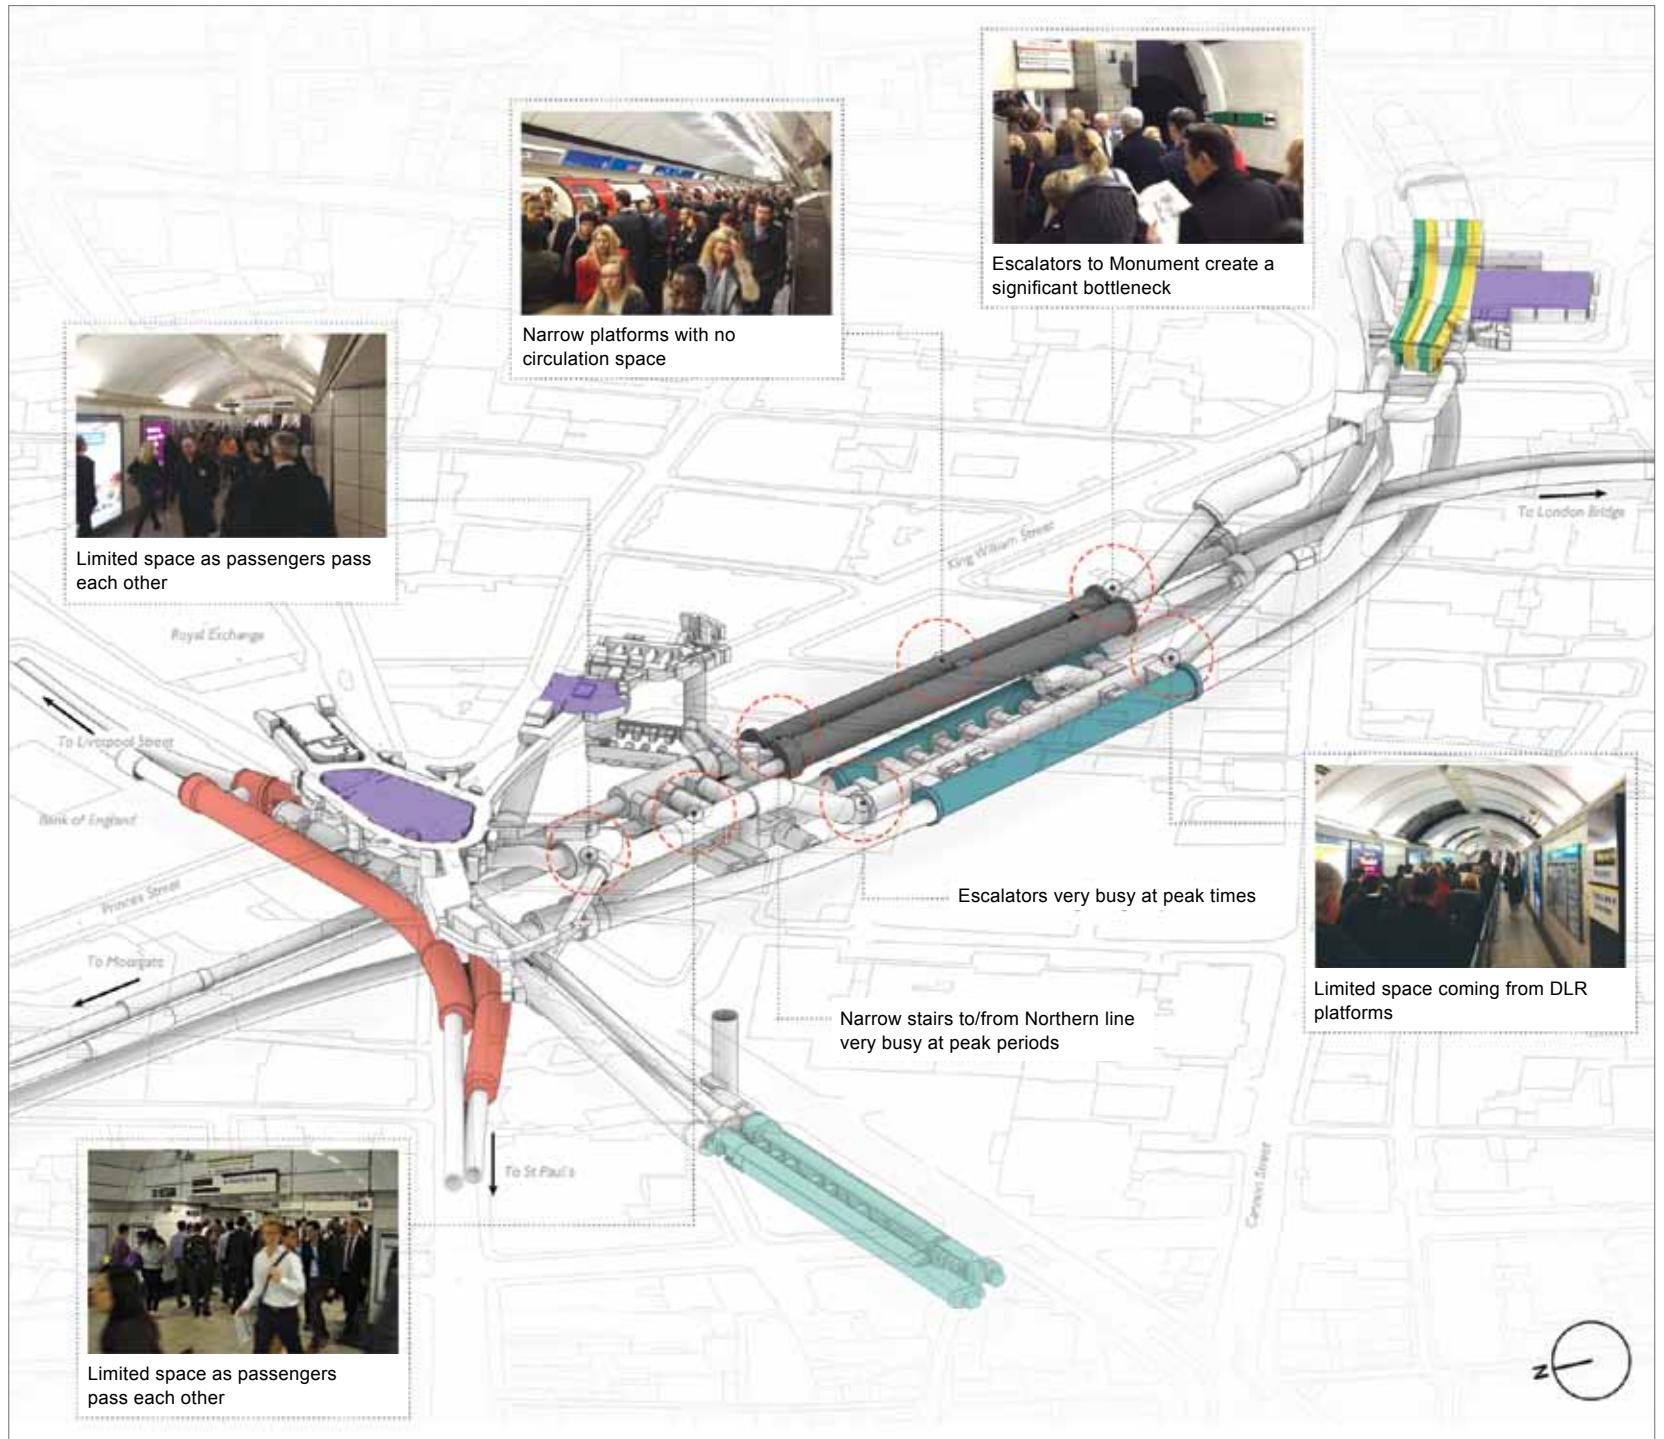 Escalators to Monument create a
significant bottleneck
Narrow platforms with no
circulation space
Limited space as passengers pass
each other
To London Bridge
King William Street
Royal Exchange
To Liverpool Street
Bank of England
Princes Street
To Moorgate
Escalators very busy at peak times
Narrow stairs to/from Northern line
very busy at peak periods
Limited space coming from DLR
platforms
To St Paul's
Cannon Street
Limited space as passengers
pass each other
N